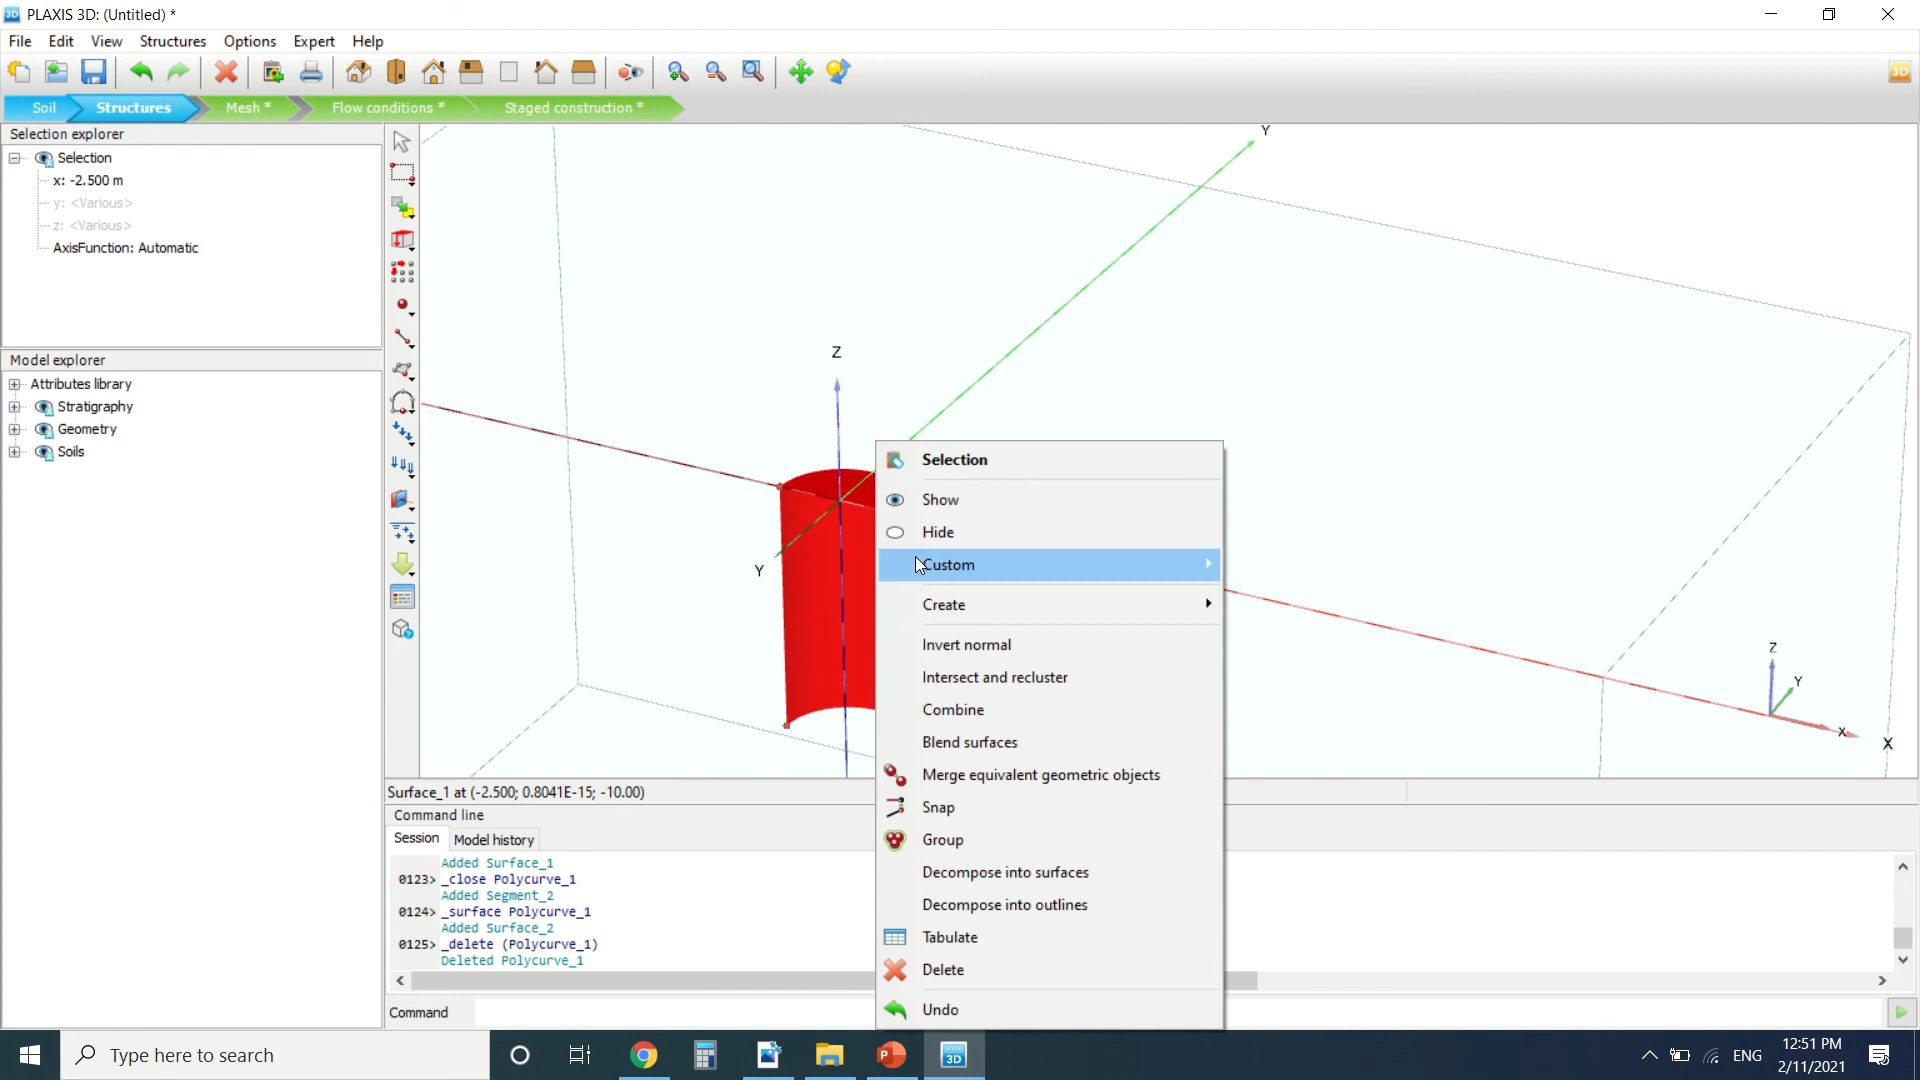 PLAXIS 3D: (Untitled) *
File Edit View Structures Options Expert Help
Soil Structures Mesh * Flow conditions * Staged construction *
Selection explorer
Selection
x: -2.500 m
y: <Various>
z: <Various>
AxisFunction: Automatic
Model explorer
Attributes library
Stratigraphy
Geometry
Soils
Y
Z
Y
Z
Y
X
X
Selection
Show
Hide
Custom
Create
Invert normal
Intersect and recluster
Combine
Blend surfaces
Merge equivalent geometric objects
Snap
Group
Decompose into surfaces
Decompose into outlines
Tabulate
Delete
Undo
Surface_1 at (-2.500; 0.8041E-15; -10.00)
Command line
Session Model history
Added Surface_1
0123> _close Polycurve_1
Added Segment_2
0124> _surface Polycurve_1
Added Surface_2
0125> _delete (Polycurve_1)
Deleted Polycurve_1
Command
Type here to search
ENG
12:51 PM
2/11/2021